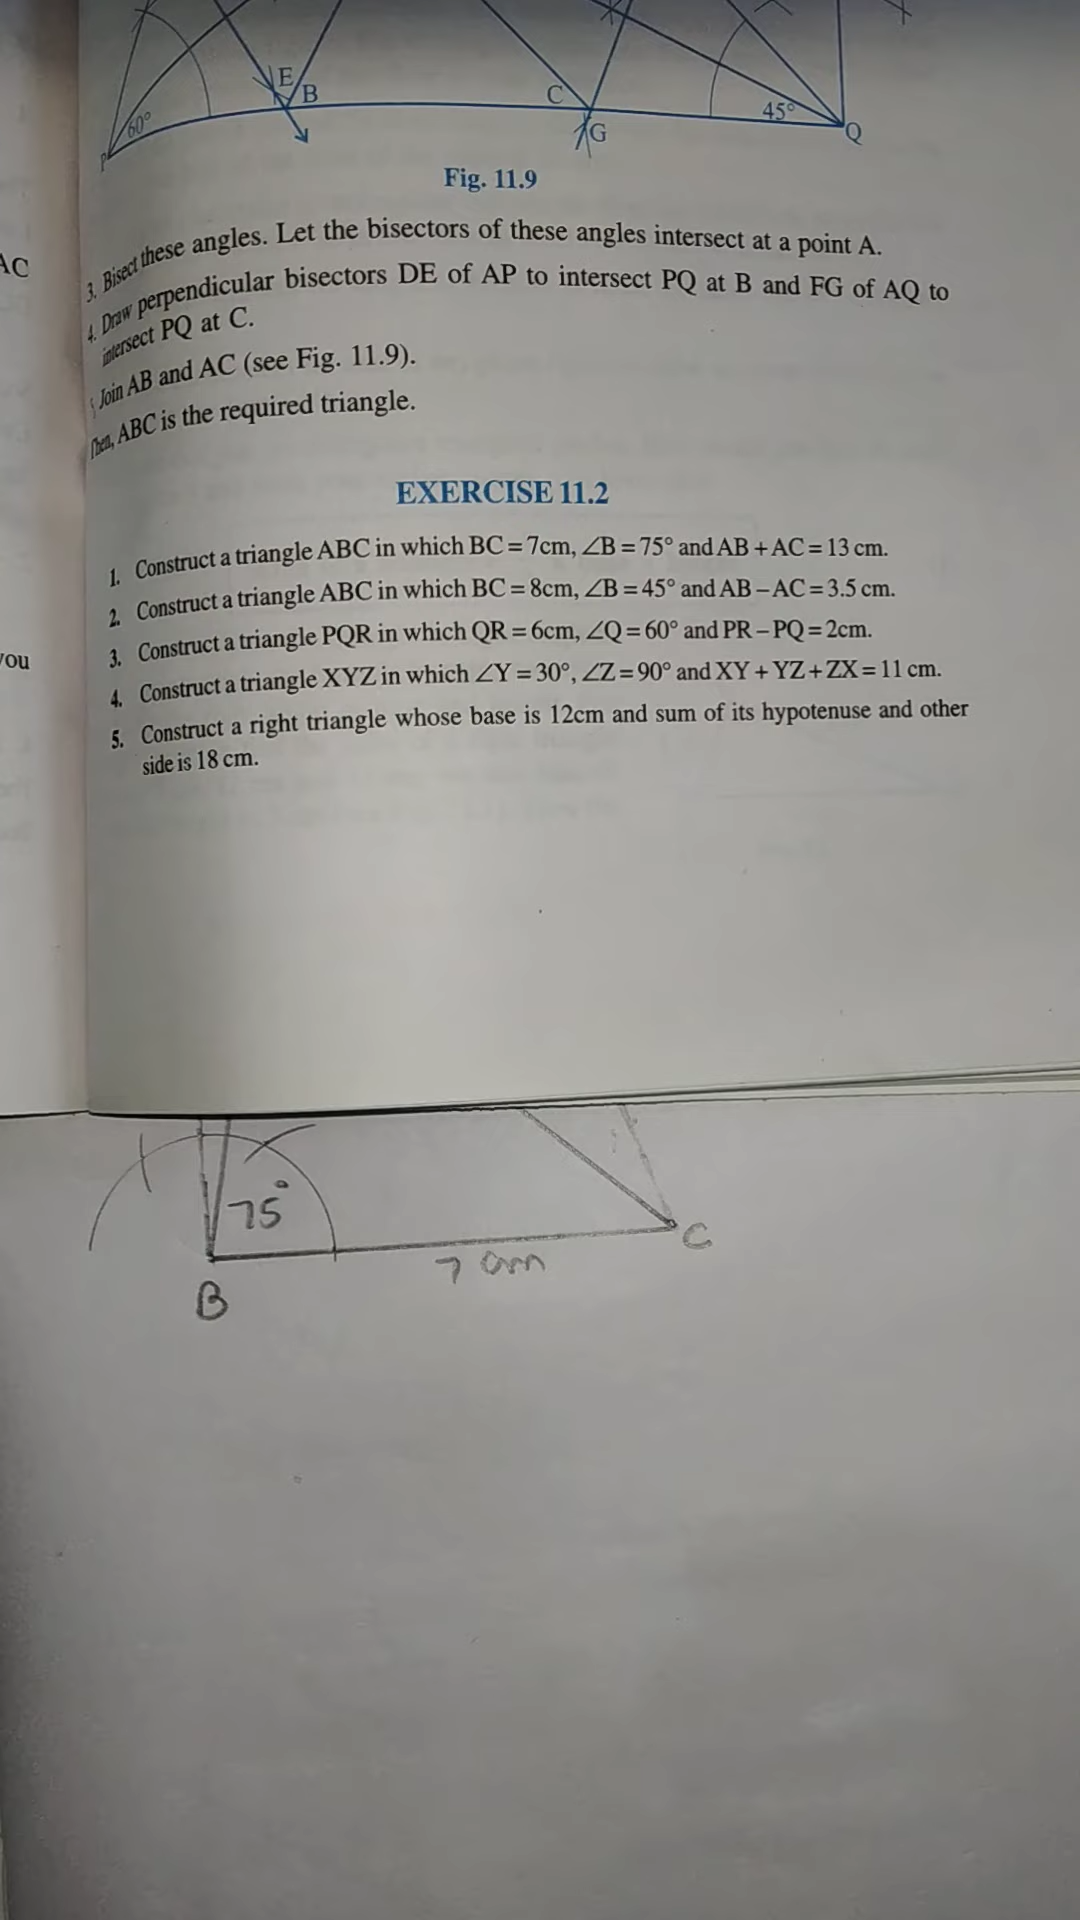 E
B
C
60°
45°
P
G
Q
Fig. 11.9
AC
3. Bisect these angles. Let the bisectors of these angles intersect at a point A.
4. Draw perpendicular bisectors DE of AP to intersect PQ at B and FG of AQ to
intersect PQ at C.
Join AB and AC (see Fig. 11.9).
Then, ABC is the required triangle.
EXERCISE 11.2
1. Construct a triangle ABC in which BC = 7cm, ∠B = 75° and AB + AC = 13 cm.
2. Construct a triangle ABC in which BC = 8cm, ∠B = 45° and AB – AC = 3.5 cm.
3. Construct a triangle PQR in which QR = 6cm, ∠Q = 60° and PR – PQ = 2cm.
you
4. Construct a triangle XYZ in which ∠Y = 30°, ∠Z = 90° and XY + YZ + ZX = 11 cm.
5. Construct a right triangle whose base is 12cm and sum of its hypotenuse and other
side is 18 cm.
75°
C
7 cm
B